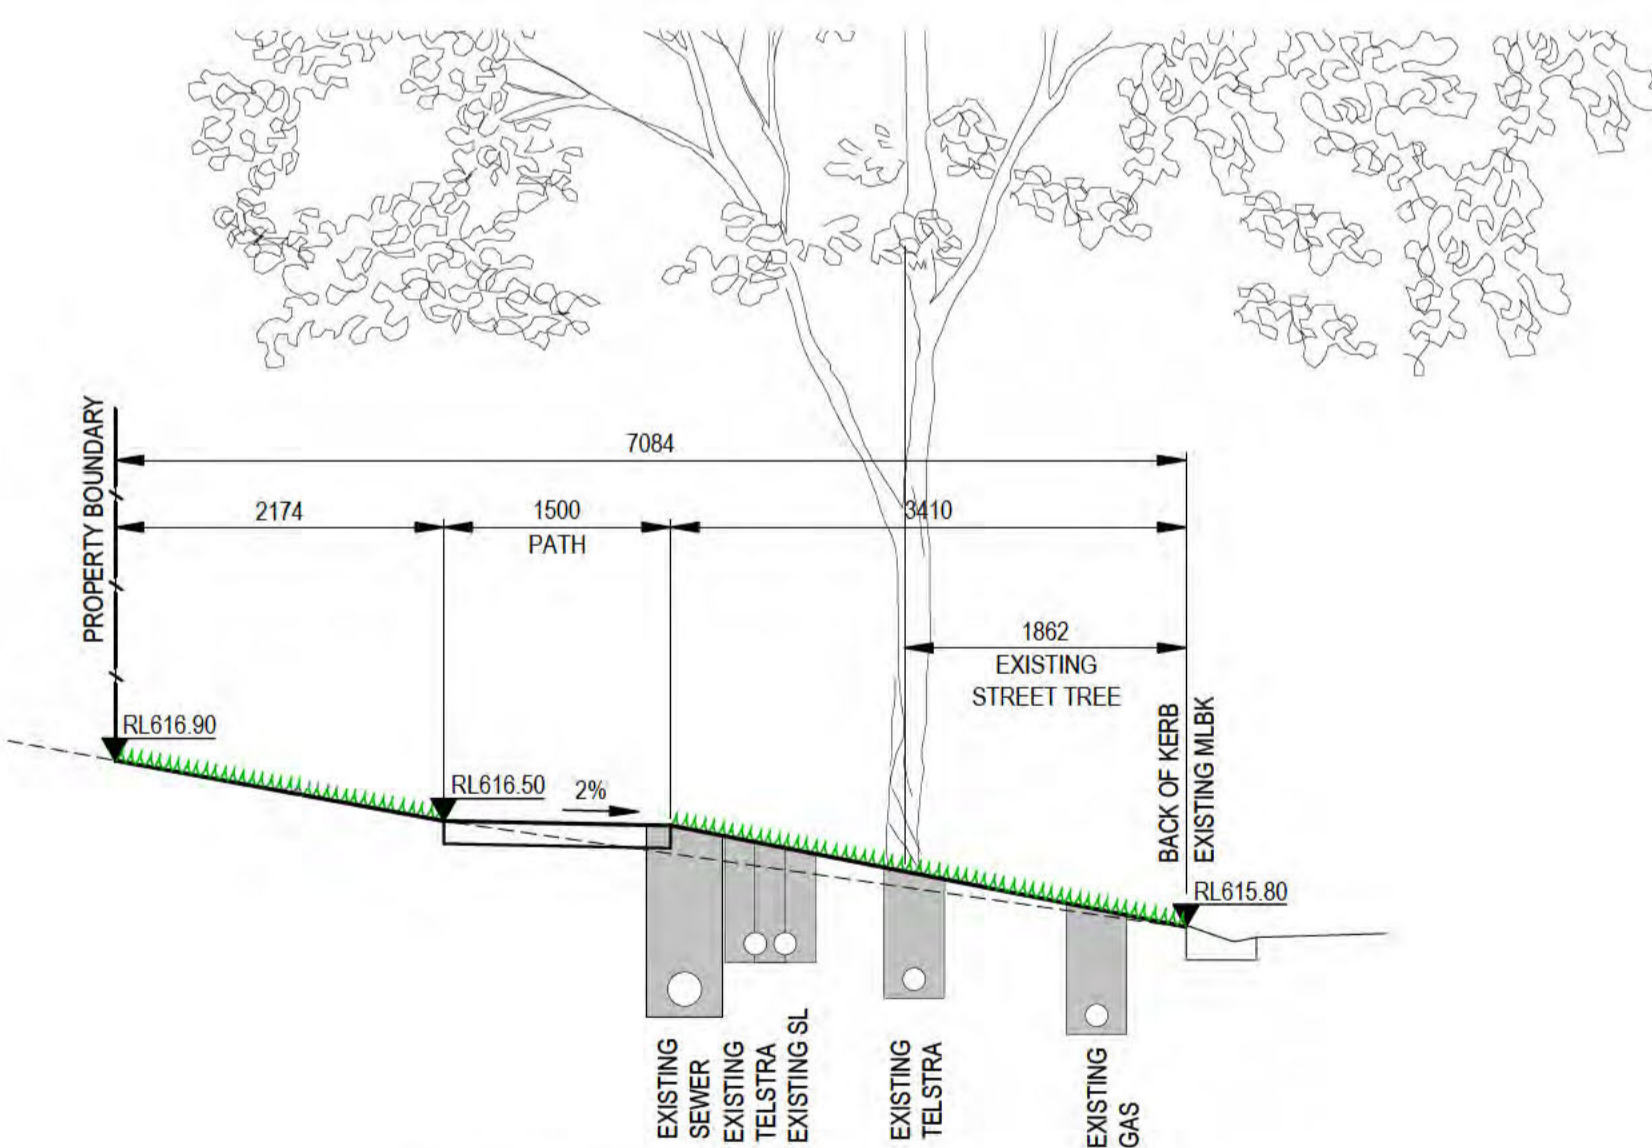 7084
2174
1500
PATH
3410
1862
EXISTING
STREET TREE
PROPERTY BOUNDARY
RL616.90
RL616.50
2%
BACK OF KERB
EXISTING MLBK
RL615.80
EXISTING
SEWER
EXISTING
TELSTRA
EXISTING SL
EXISTING
TELSTRA
EXISTING
GAS